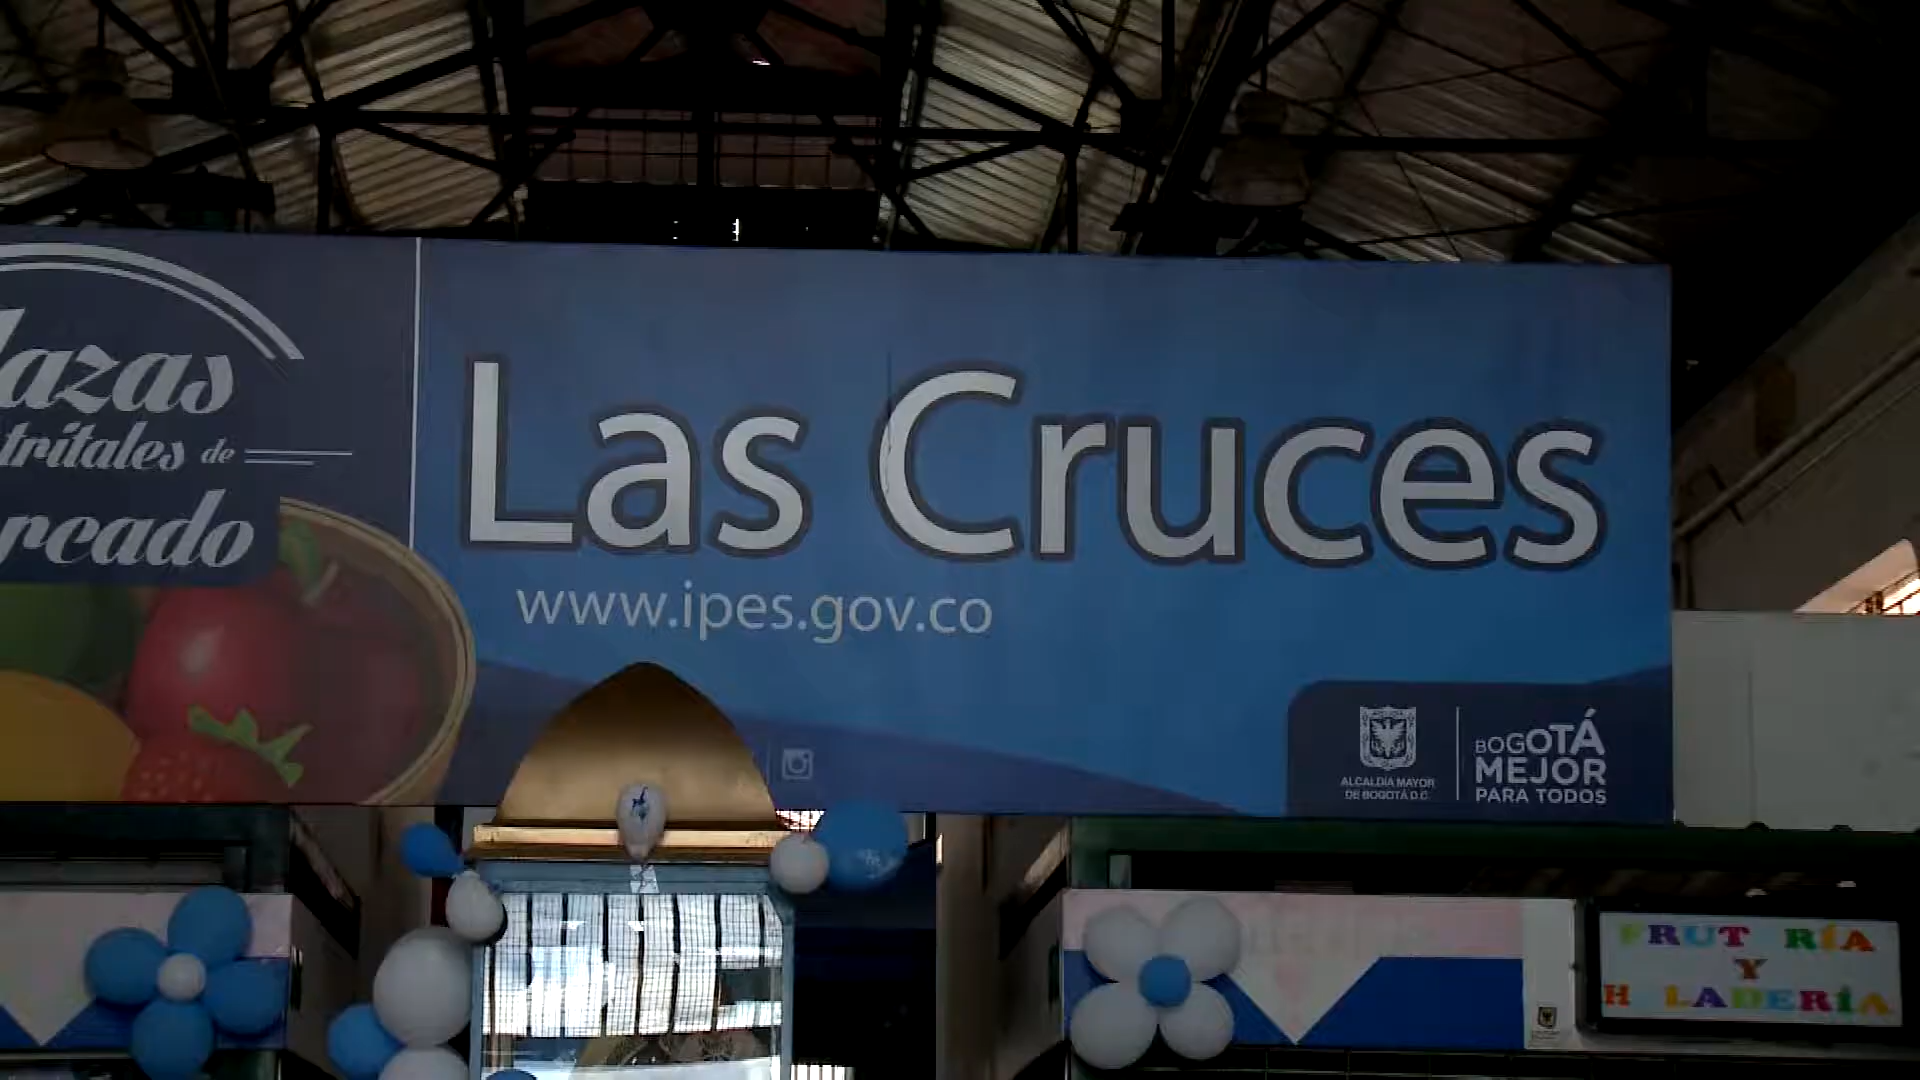 lazas
tritales de
rcado
Las Cruces
www.ipes.gov.co
ALCALDÍA MAYOR
DE BOGOTÁ D.C.
BOGOTÁ
MEJOR
PARA TODOS
FRUT RÍA
Y
H LADERÍA